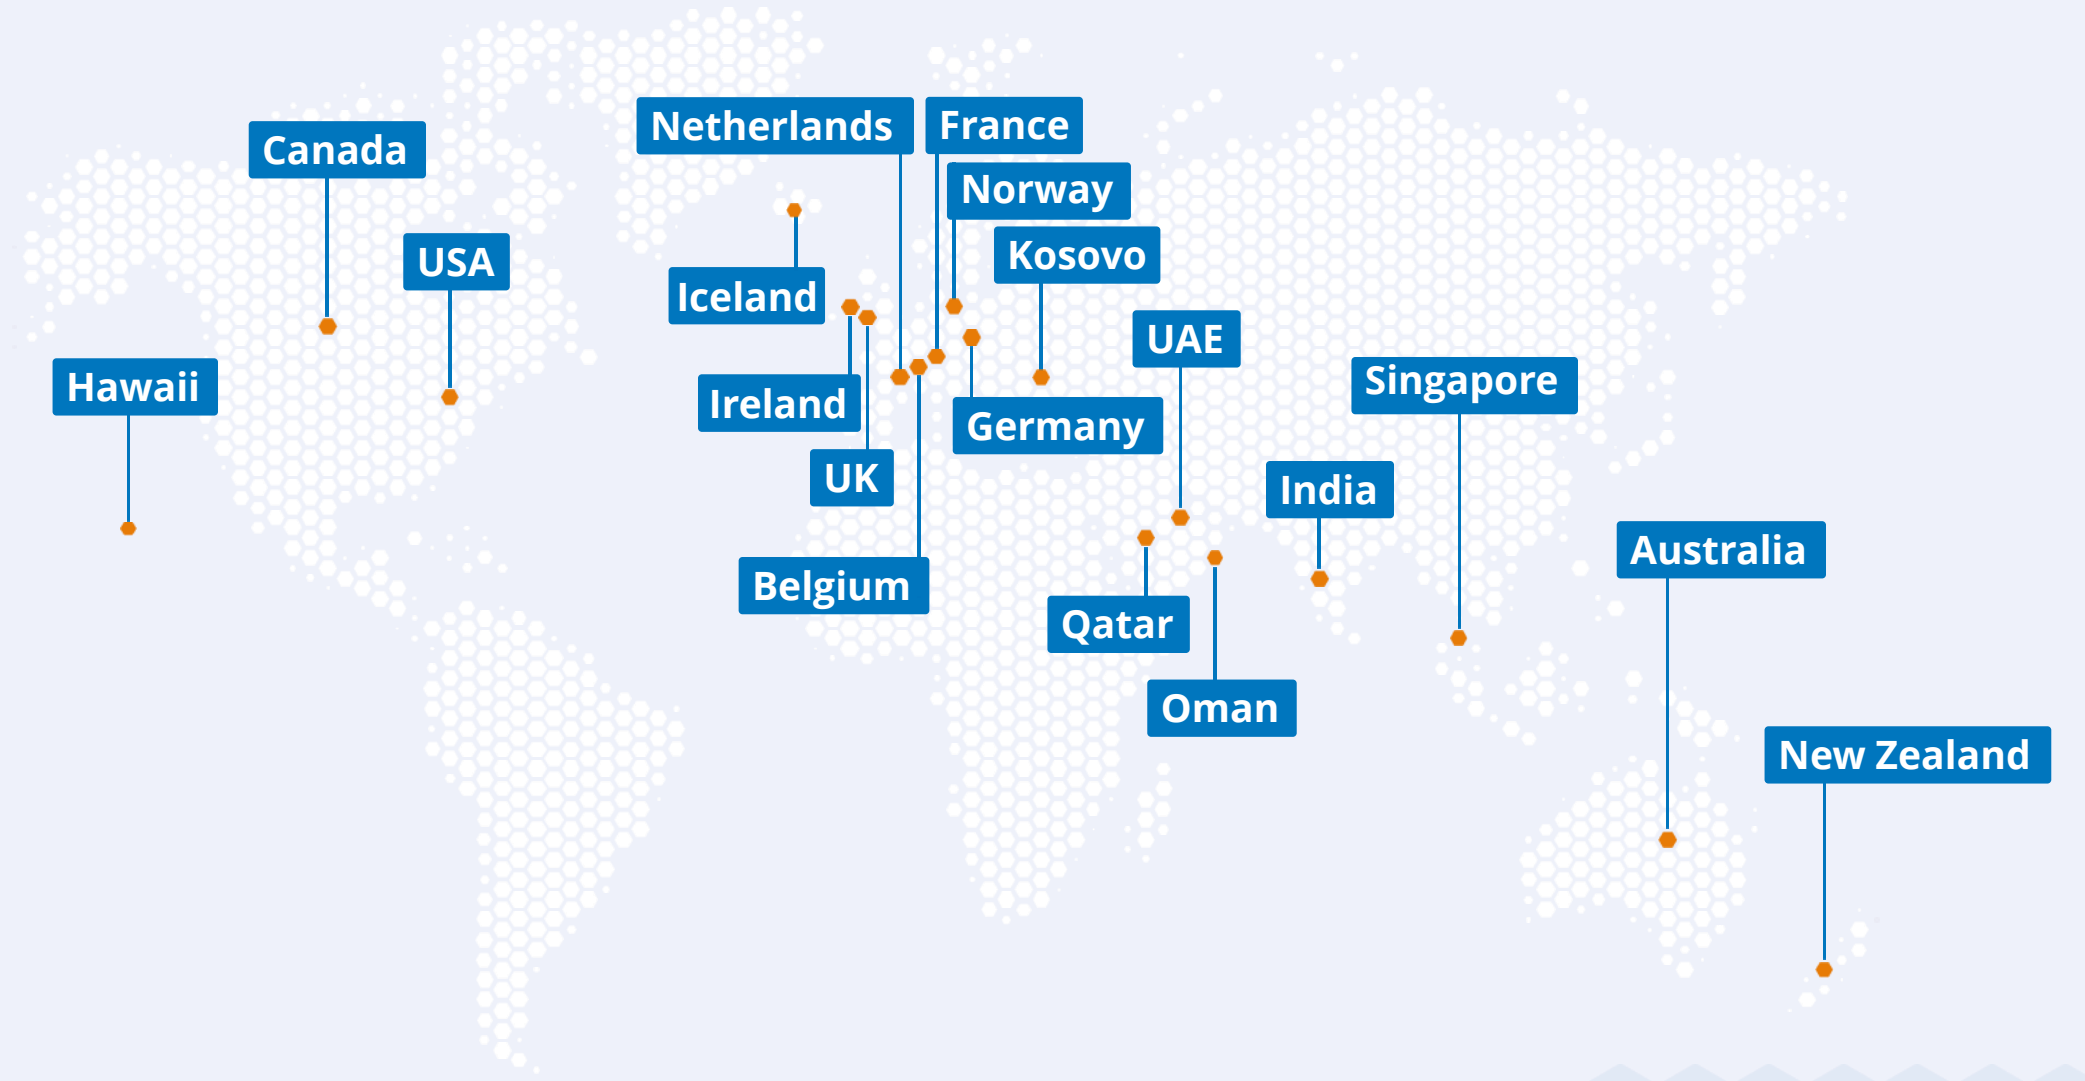 Netherlands
France
Canada
Norway
USA
Kosovo
Iceland
UAE
Hawaii
Singapore
Ireland
Germany
UK
India
Australia
Belgium
Qatar
Oman
New Zealand